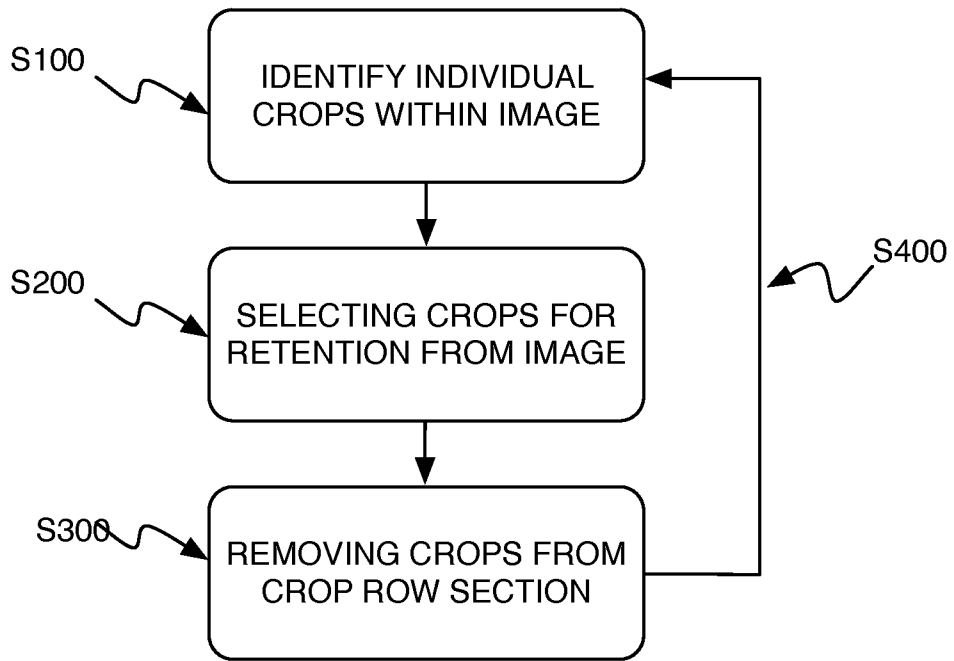 S100
IDENTIFY INDIVIDUAL
CROPS WITHIN IMAGE
S200
SELECTING CROPS FOR
RETENTION FROM IMAGE
S400
S300
REMOVING CROPS FROM
CROP ROW SECTION